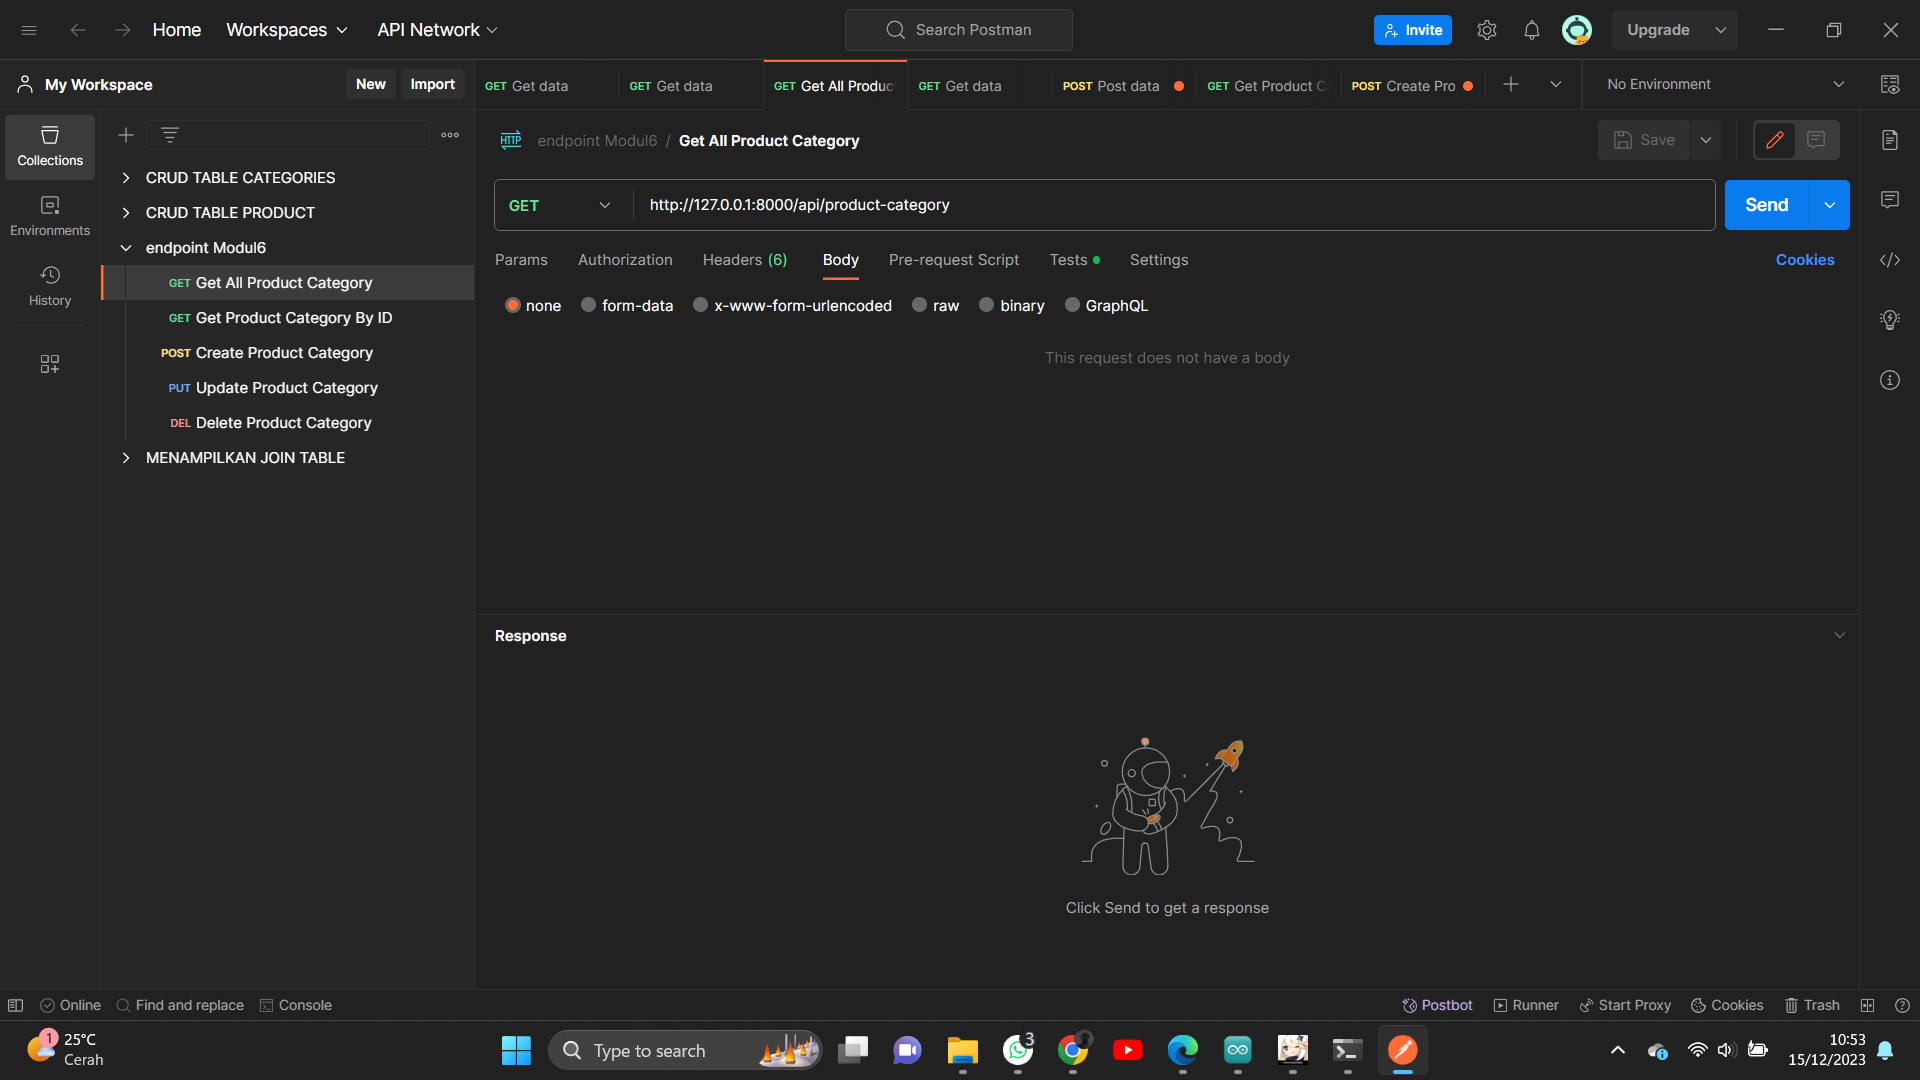 Home Workspaces API Network Search Postman Invite Upgrade
My Workspace New Import GET Get data GET Get data GET Get All Produc GET Get data POST Post data GET Get Product C POST Create Pro No Environment
Collections
Environments
History
CRUD TABLE CATEGORIES
CRUD TABLE PRODUCT
endpoint Modul6
GET Get All Product Category
GET Get Product Category By ID
POST Create Product Category
PUT Update Product Category
DEL Delete Product Category
MENAMPILKAN JOIN TABLE
HTTP endpoint Modul6 / Get All Product Category Save
GET http://127.0.0.1:8000/api/product-category Send
Params Authorization Headers (6) Body Pre-request Script Tests Settings Cookies
none form-data x-www-form-urlencoded raw binary GraphQL
This request does not have a body
Response
Click Send to get a response
Online Find and replace Console Postbot Runner Start Proxy Cookies Trash
1 25°C
Cerah
Type to search
3
10:53
15/12/2023